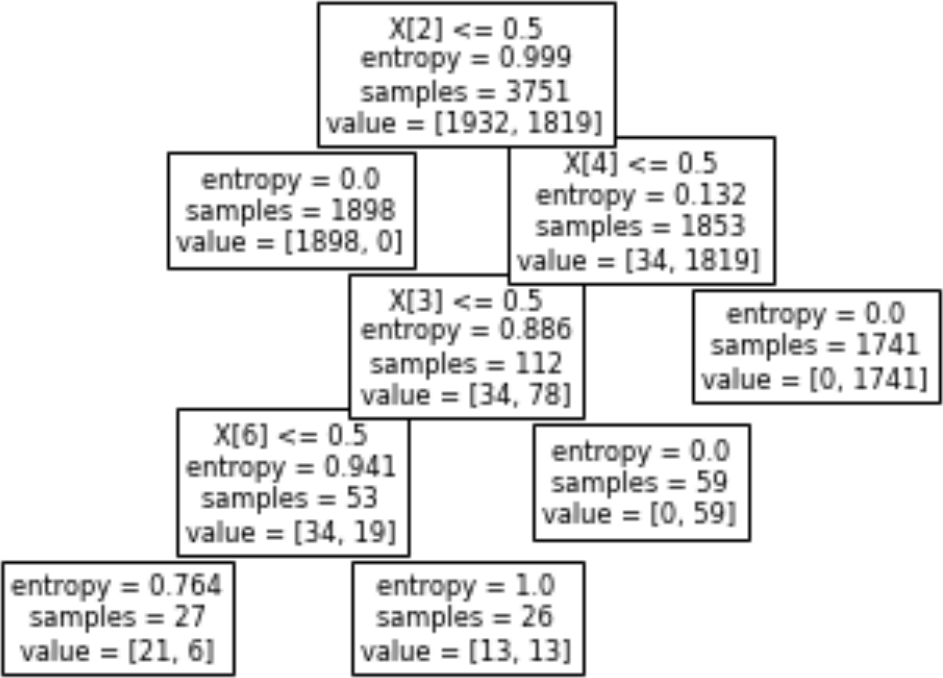 X[2] <= 0.5
entropy = 0.999
samples = 3751
value = [1932, 1819]
entropy = 0.0
samples = 1898
value = [1898, 0]
X[4] <= 0.5
entropy = 0.132
samples = 1853
value = [34, 1819]
X[3] <= 0.5
entropy = 0.886
samples = 112
value = [34, 78]
entropy = 0.0
samples = 1741
value = [0, 1741]
X[6] <= 0.5
entropy = 0.941
samples = 53
value = [34, 19]
entropy = 0.0
samples = 59
value = [0, 59]
entropy = 0.764
samples = 27
value = [21, 6]
entropy = 1.0
samples = 26
value = [13, 13]